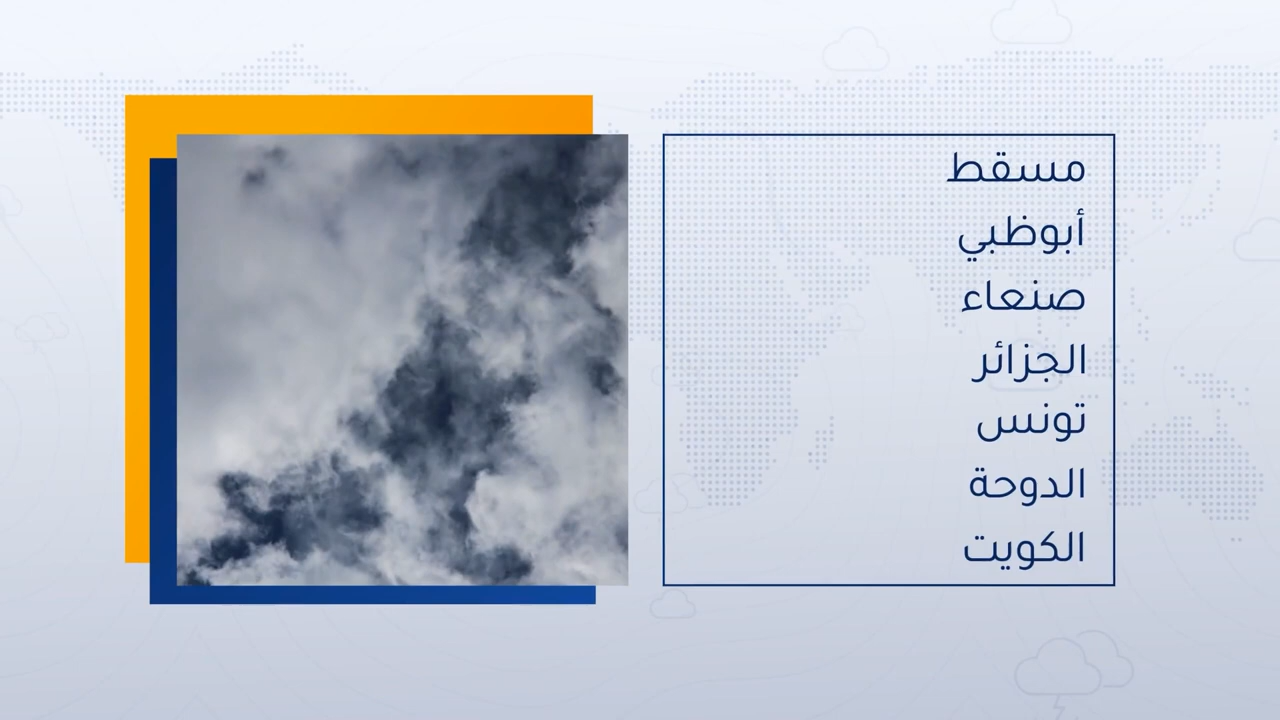 مسقط
أبوظبي
صنعاء
الجزائر
تونس
الدوحة
الكويت